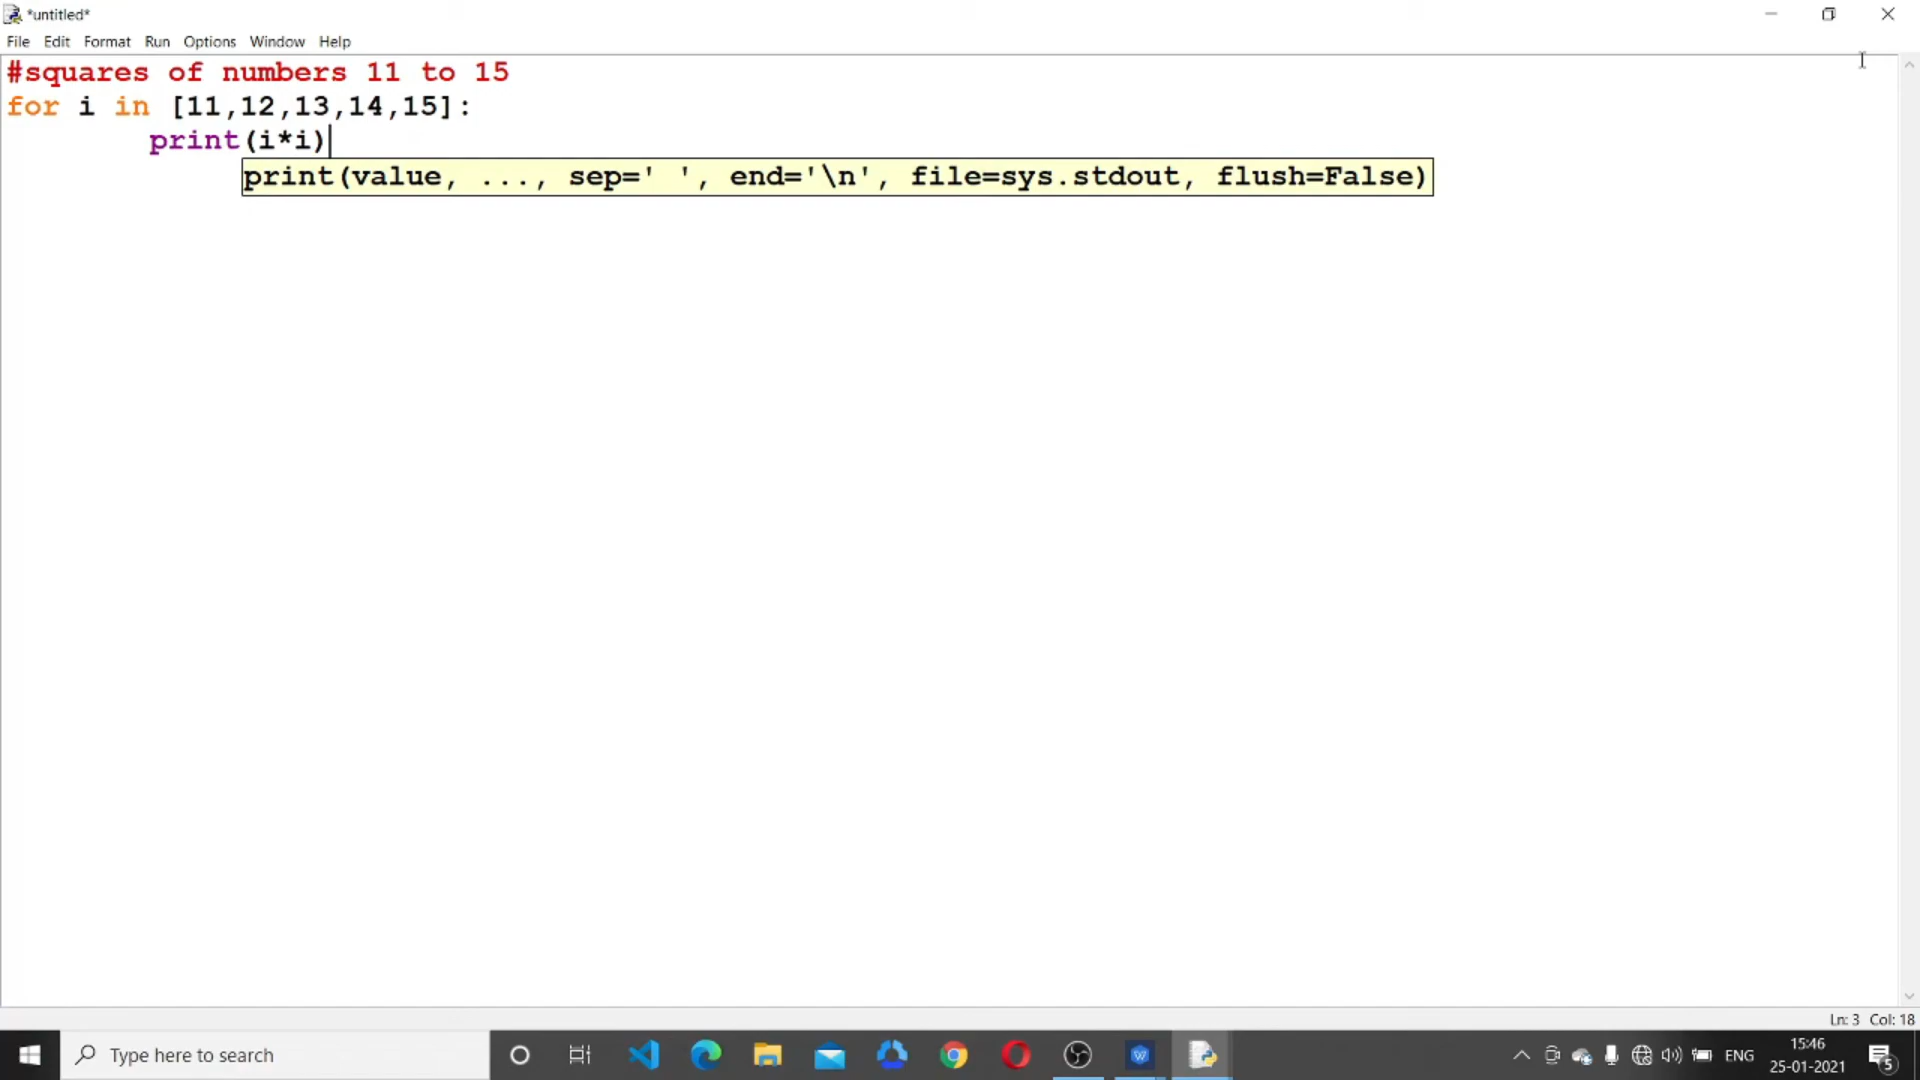 *untitled*
File Edit Format Run Options Window Help
#squares of numbers 11 to 15
for i in [11,12,13,14,15]:
        print(i*i)
print(value, ..., sep=' ', end='\n', file=sys.stdout, flush=False)
Ln: 3 Col: 18
Type here to search
ENG
15:46
25-01-2021
5